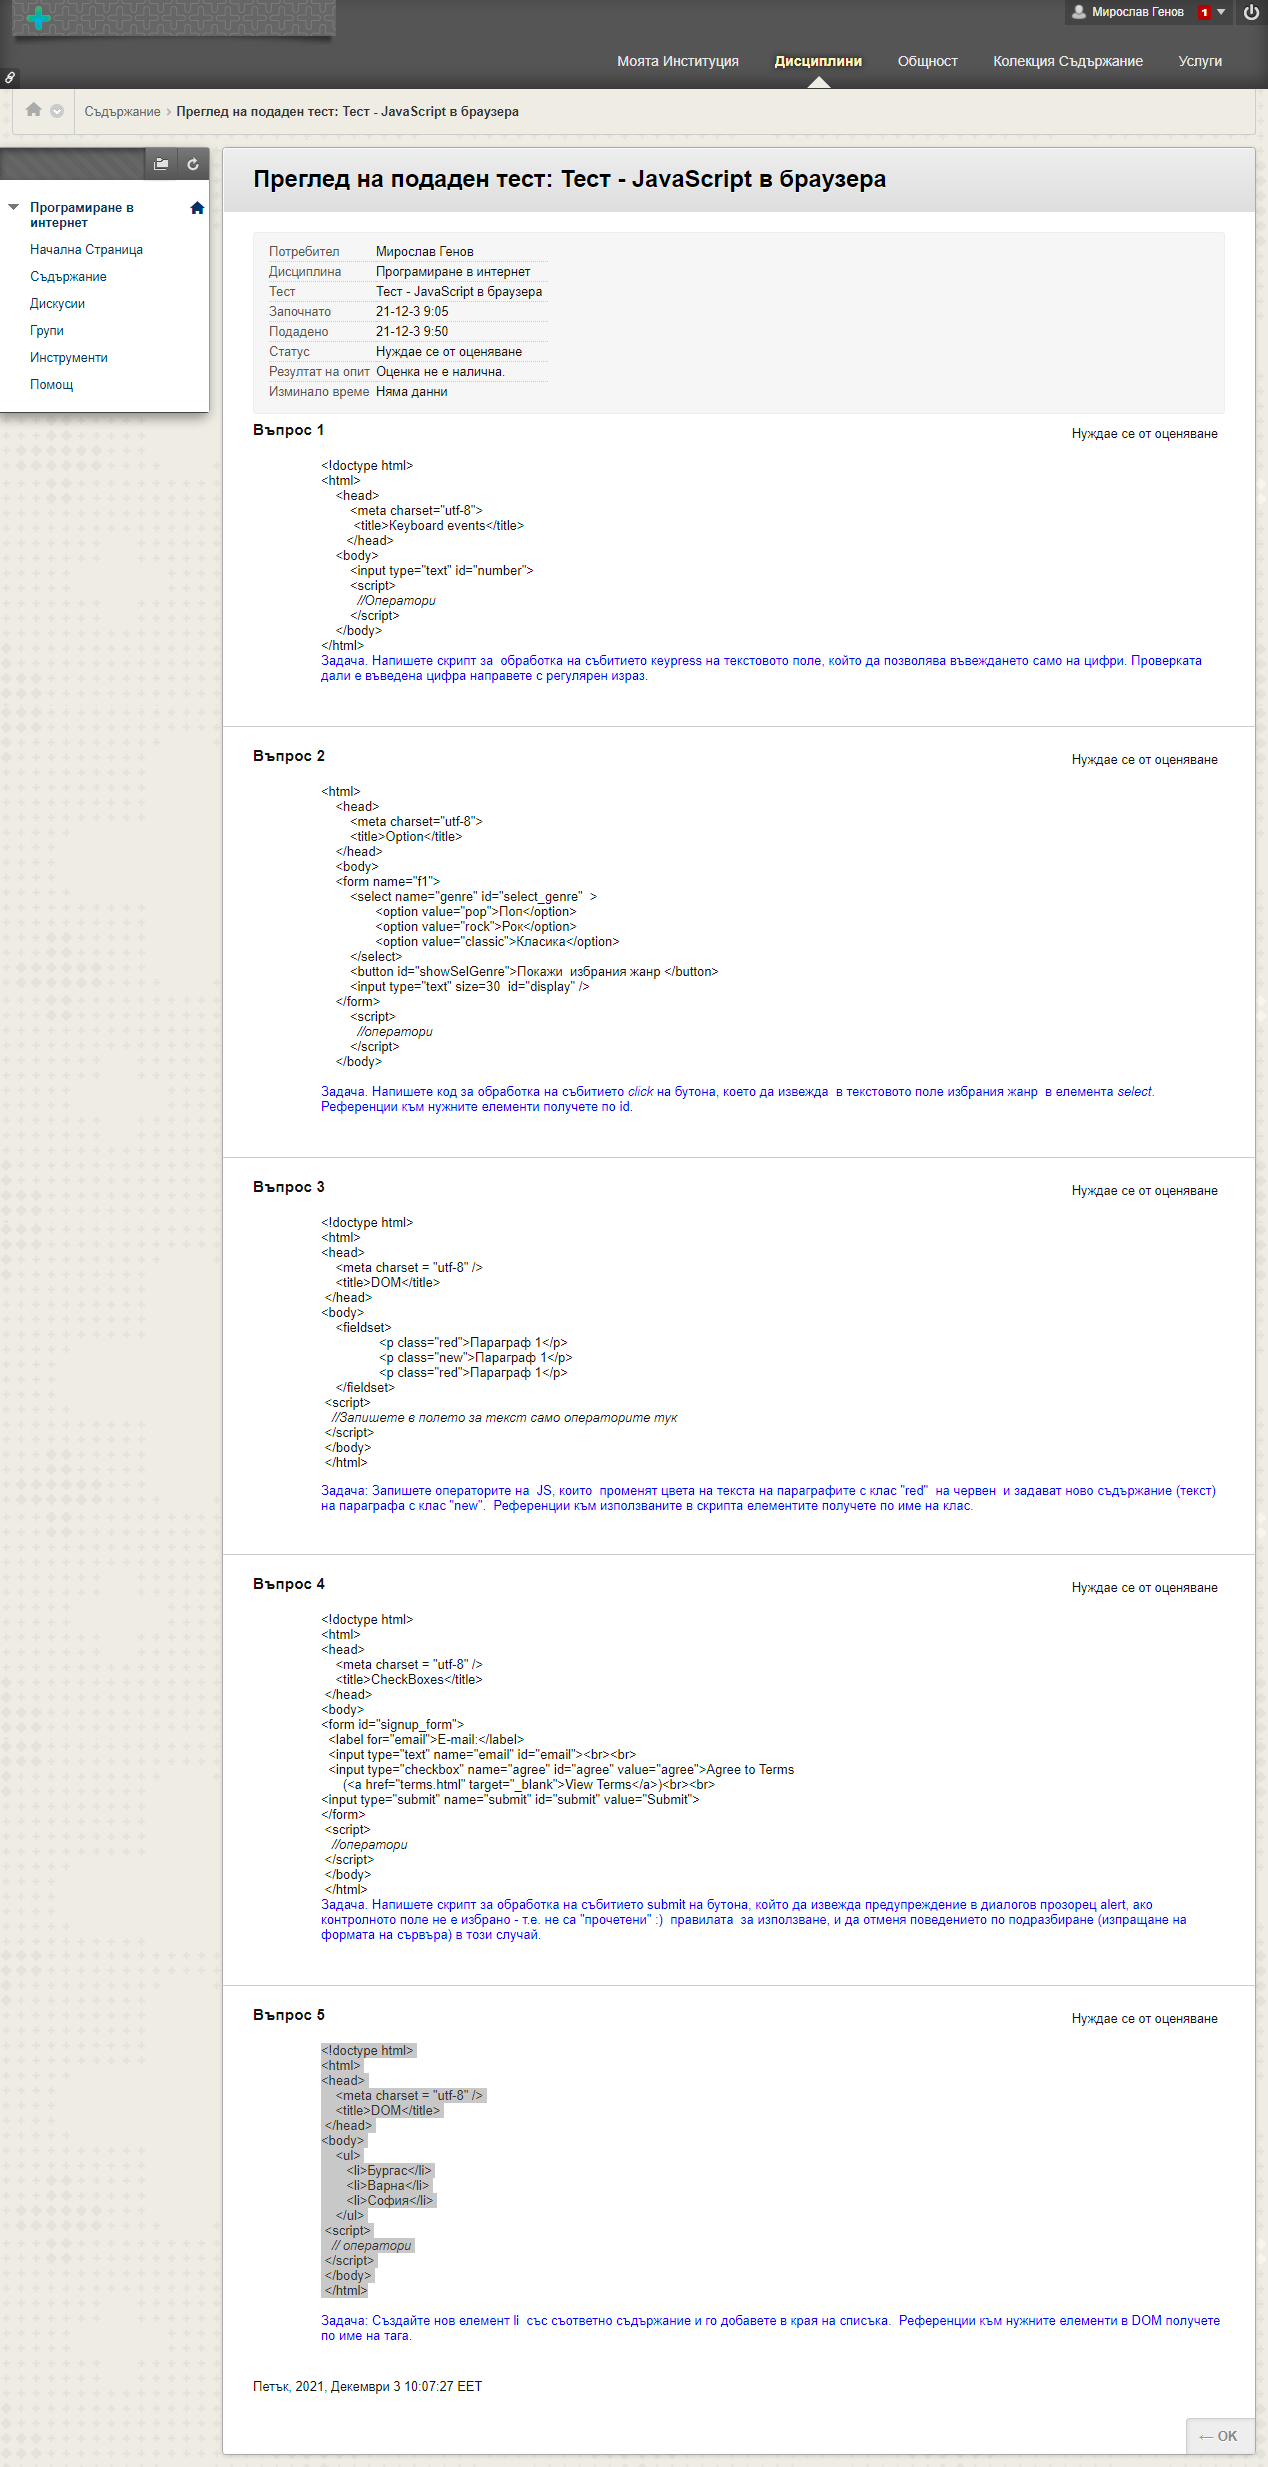 Мирослав Генов 1
Моята Институция Дисциплини Общност Колекция Съдържание Услуги
Съдържание Преглед на подаден тест: Тест - JavaScript в браузера
Програмиране в
интернет
Начална Страница
Съдържание
Дискусии
Групи
Инструменти
Помощ
Преглед на подаден тест: Тест - JavaScript в браузера
Потребител Мирослав Генов
Дисциплина Програмиране в интернет
Тест Тест - JavaScript в браузера
Започнато 21-12-3 9:05
Подадено 21-12-3 9:50
Статус Нуждае се от оценяване
Резултат на опит Оценка не е налична.
Изминало време Няма данни
Въпрос 1 Нуждае се от оценяване
<!doctype html>
<html>
<head>
<meta charset="utf-8">
<title>Keyboard events</title>
</head>
<body>
<input type="text" id="number">
<script>
//Оператори
</script>
</body>
</html>
Задача. Напишете скрипт за  обработка на събитието keypress на текстовото поле, който да позволява въвеждането само на цифри. Проверката
дали е въведена цифра направете с регулярен израз.
Въпрос 2 Нуждае се от оценяване
<html>
<head>
<meta charset="utf-8">
<title>Option</title>
</head>
<body>
<form name="f1">
<select name="genre" id="select_genre"  >
<option value="pop">Поп</option>
<option value="rock">Рок</option>
<option value="classic">Класика</option>
</select>
<button id="showSelGenre">Покажи  избрания жанр </button>
<input type="text" size=30  id="display" />
</form>
<script>
//оператори
</script>
</body>
Задача. Напишете код за обработка на събитието click на бутона, което да извежда  в текстовото поле избрания жанр  в елемента select.
Референции към нужните елементи получете по id.
Въпрос 3 Нуждае се от оценяване
<!doctype html>
<html>
<head>
<meta charset = "utf-8" />
<title>DOM</title>
</head>
<body>
<fieldset>
<p class="red">Параграф 1</p>
<p class="new">Параграф 1</p>
<p class="red">Параграф 1</p>
</fieldset>
<script>
//Запишете в полето за текст само операторите тук
</script>
</body>
</html>
Задача: Запишете операторите на  JS, които  променят цвета на текста на параграфите с клас "red"  на червен  и задават ново съдържание (текст)
на параграфа с клас "new".  Референции към използваните в скрипта елементите получете по име на клас.
Въпрос 4 Нуждае се от оценяване
<!doctype html>
<html>
<head>
<meta charset = "utf-8" />
<title>CheckBoxes</title>
</head>
<body>
<form id="signup_form">
<label for="email">E-mail:</label>
<input type="text" name="email" id="email"><br><br>
<input type="checkbox" name="agree" id="agree" value="agree">Agree to Terms
(<a href="terms.html" target="_blank">View Terms</a>)<br><br>
<input type="submit" name="submit" id="submit" value="Submit">
</form>
<script>
//оператори
</script>
</body>
</html>
Задача. Напишете скрипт за обработка на събитието submit на бутона, който да извежда предупреждение в диалогов прозорец alert, ако
контролното поле не е избрано - т.е. не са "прочетени" :)  правилата  за използване, и да отменя поведението по подразбиране (изпращане на
формата на сървъра) в този случай.
Въпрос 5 Нуждае се от оценяване
<!doctype html>
<html>
<head>
<meta charset = "utf-8" />
<title>DOM</title>
</head>
<body>
<ul>
<li>Бургас</li>
<li>Варна</li>
<li>София</li>
</ul>
<script>
// оператори
</script>
</body>
</html>
Задача: Създайте нов елемент li  със съответно съдържание и го добавете в края на списъка.  Референции към нужните елементи в DOM получете
по име на тага.
Петък, 2021, Декември 3 10:07:27 EET
← OK